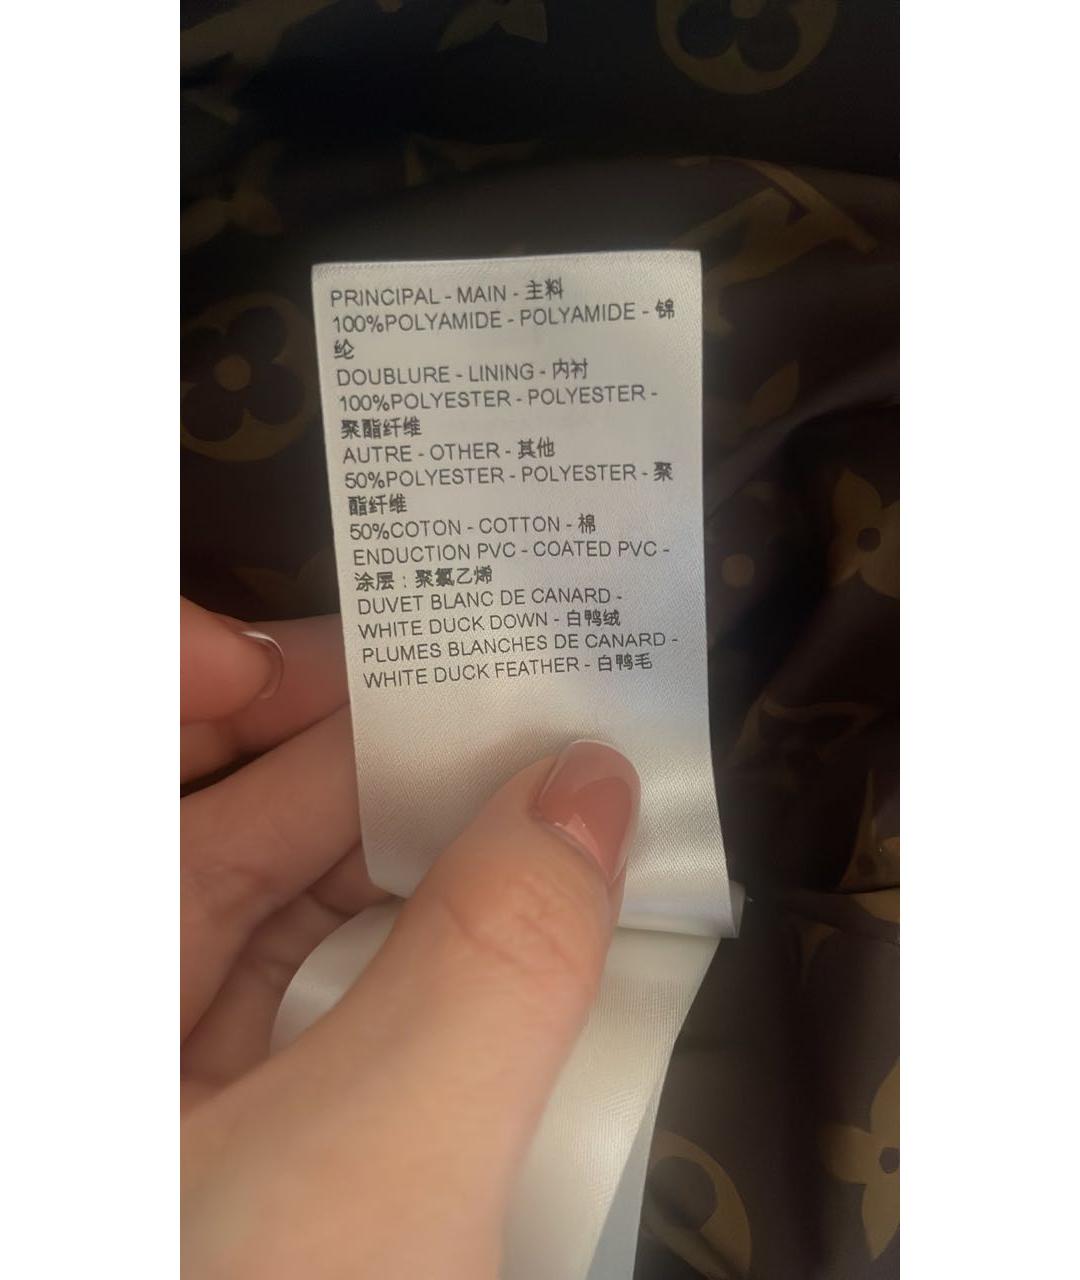 PRINCIPAL - MAIN - 主料
100%POLYAMIDE - POLYAMIDE - 锦
纶
DOUBLURE - LINING - 内衬
100%POLYESTER - POLYESTER -
聚酯纤维
AUTRE - OTHER - 其他
50%POLYESTER - POLYESTER - 聚
酯纤维
50%COTON - COTTON - 棉
ENDUCTION PVC - COATED PVC -
涂层 : 聚氯乙烯
DUVET BLANC DE CANARD -
WHITE DUCK DOWN - 白鸭绒
PLUMES BLANCHES DE CANARD -
WHITE DUCK FEATHER - 白鸭毛